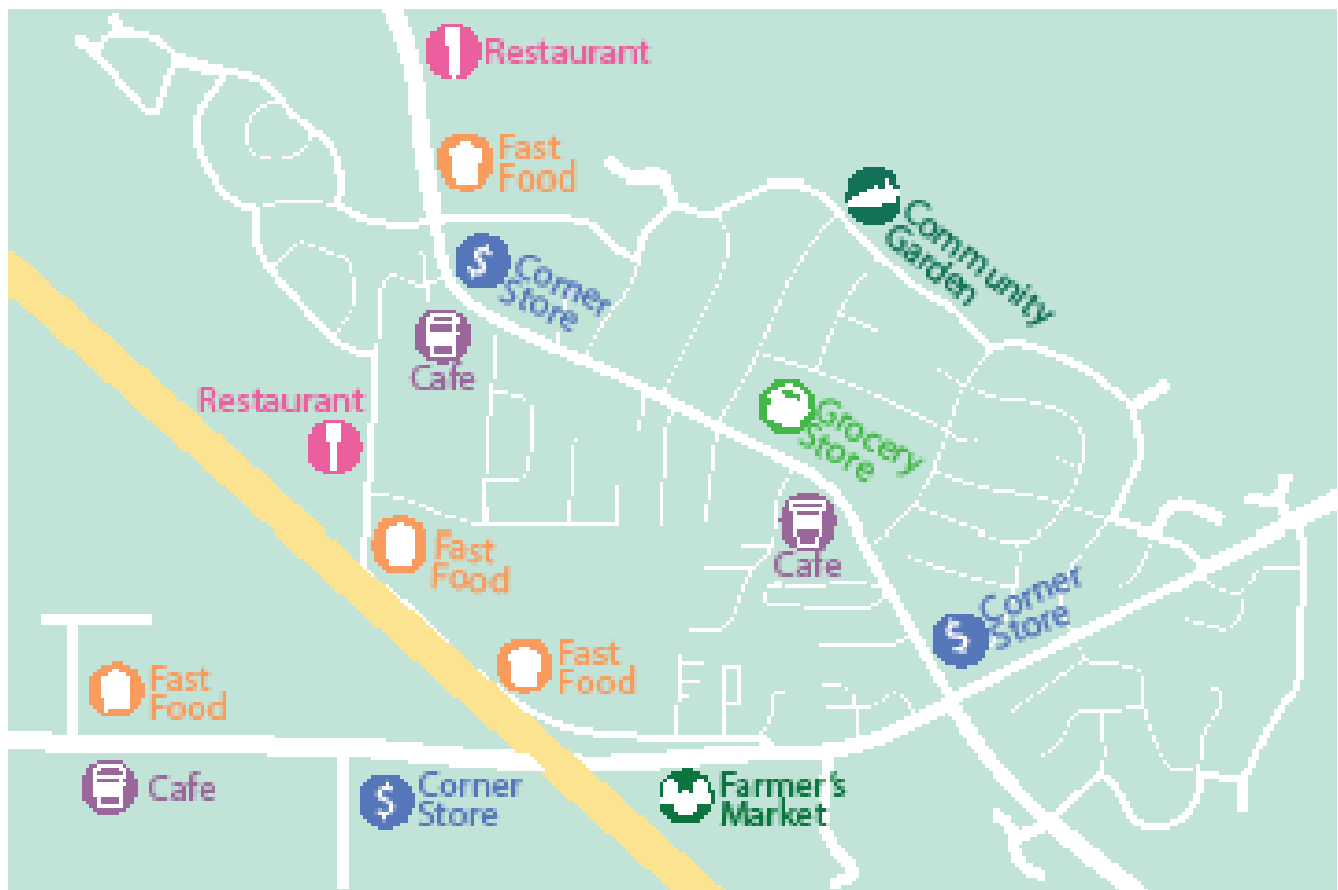 Restaurant
Fast
Food
Community
Garden
$
Corner
Store
Cafe
Restaurant
Grocery
Store
Cafe
Fast
Food
$
Corner
Store
Fast
Food
Fast
Food
Cafe
$
Corner
Store
Farmer's
Market